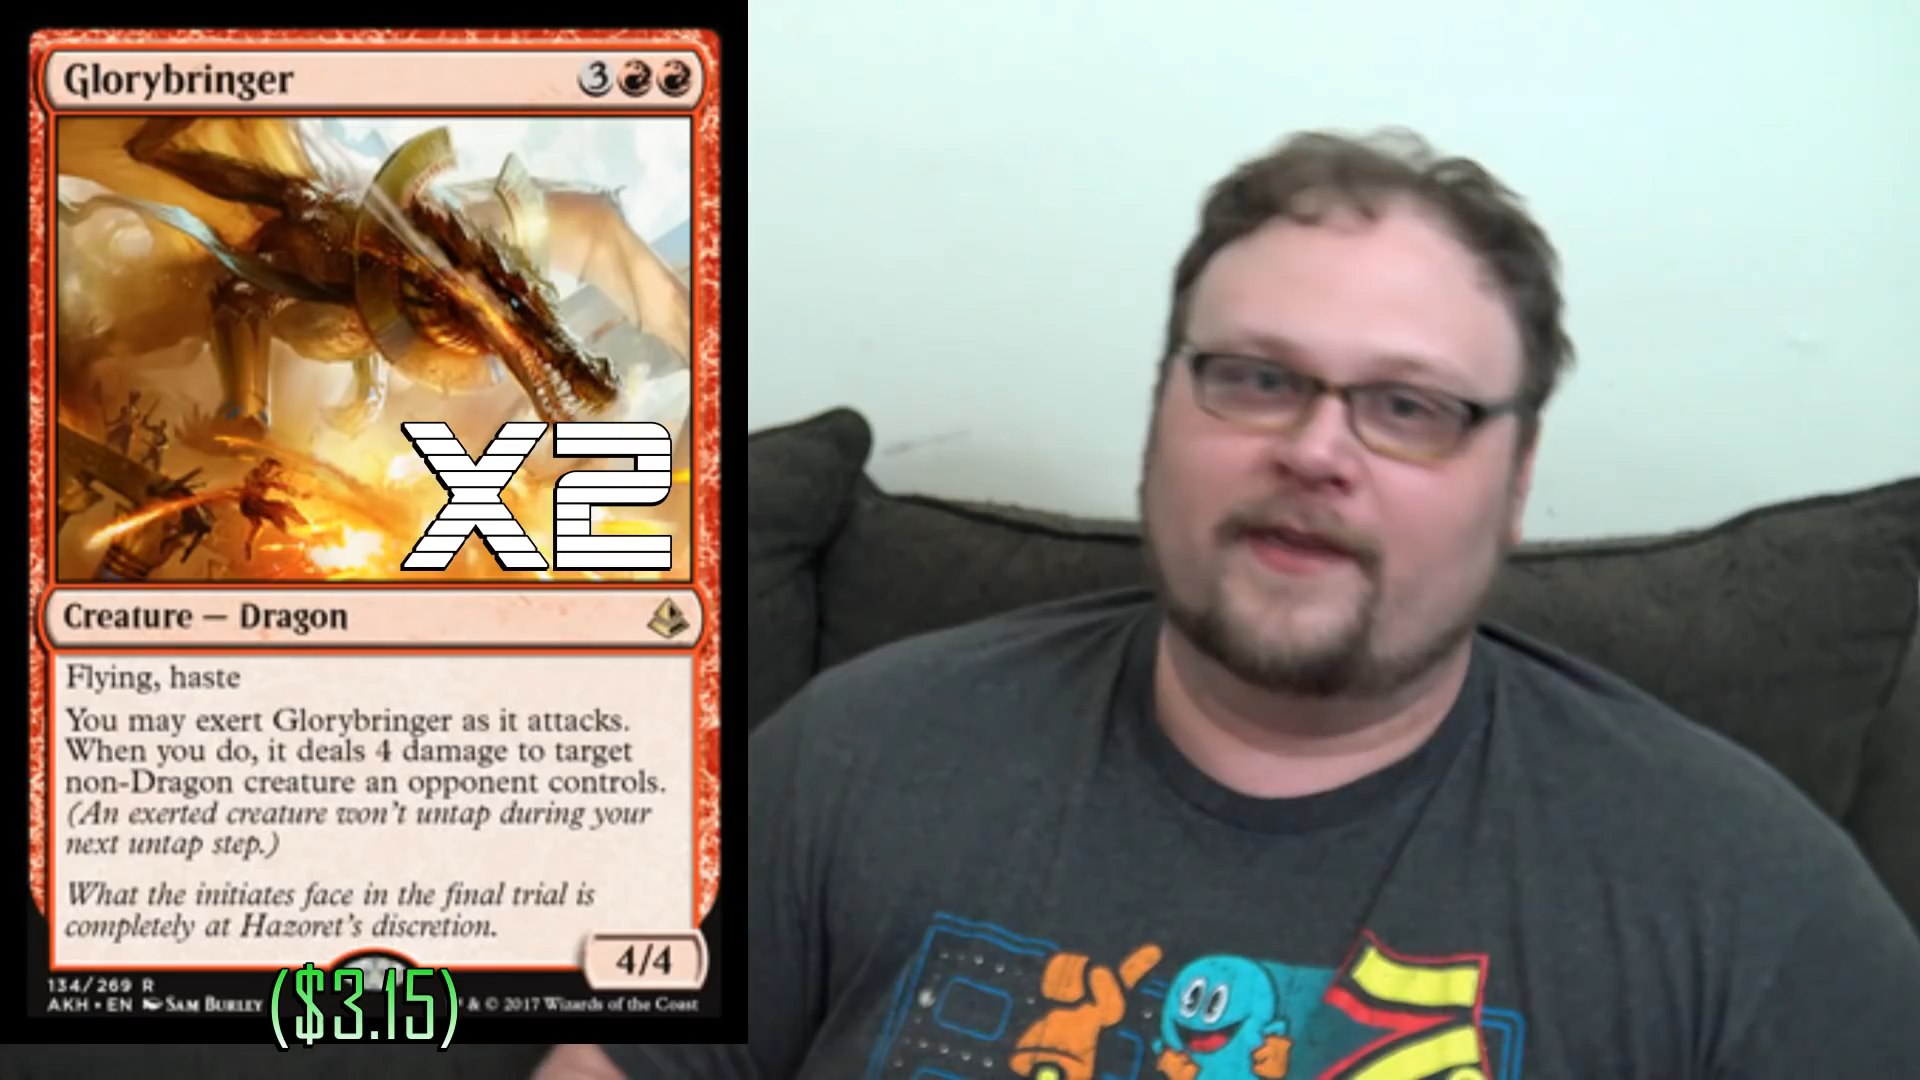 Glorybringer 3
X2
Creature — Dragon
Flying, haste
You may exert Glorybringer as it attacks.
When you do, it deals 4 damage to target
non-Dragon creature an opponent controls.
(An exerted creature won't untap during your
next untap step.)
What the initiates face in the final trial is
completely at Hazoret's discretion.
4/4
134/269 R
AKH • EN SAM BURLEY
($3.15)
& © 2017 Wizards of the Coast